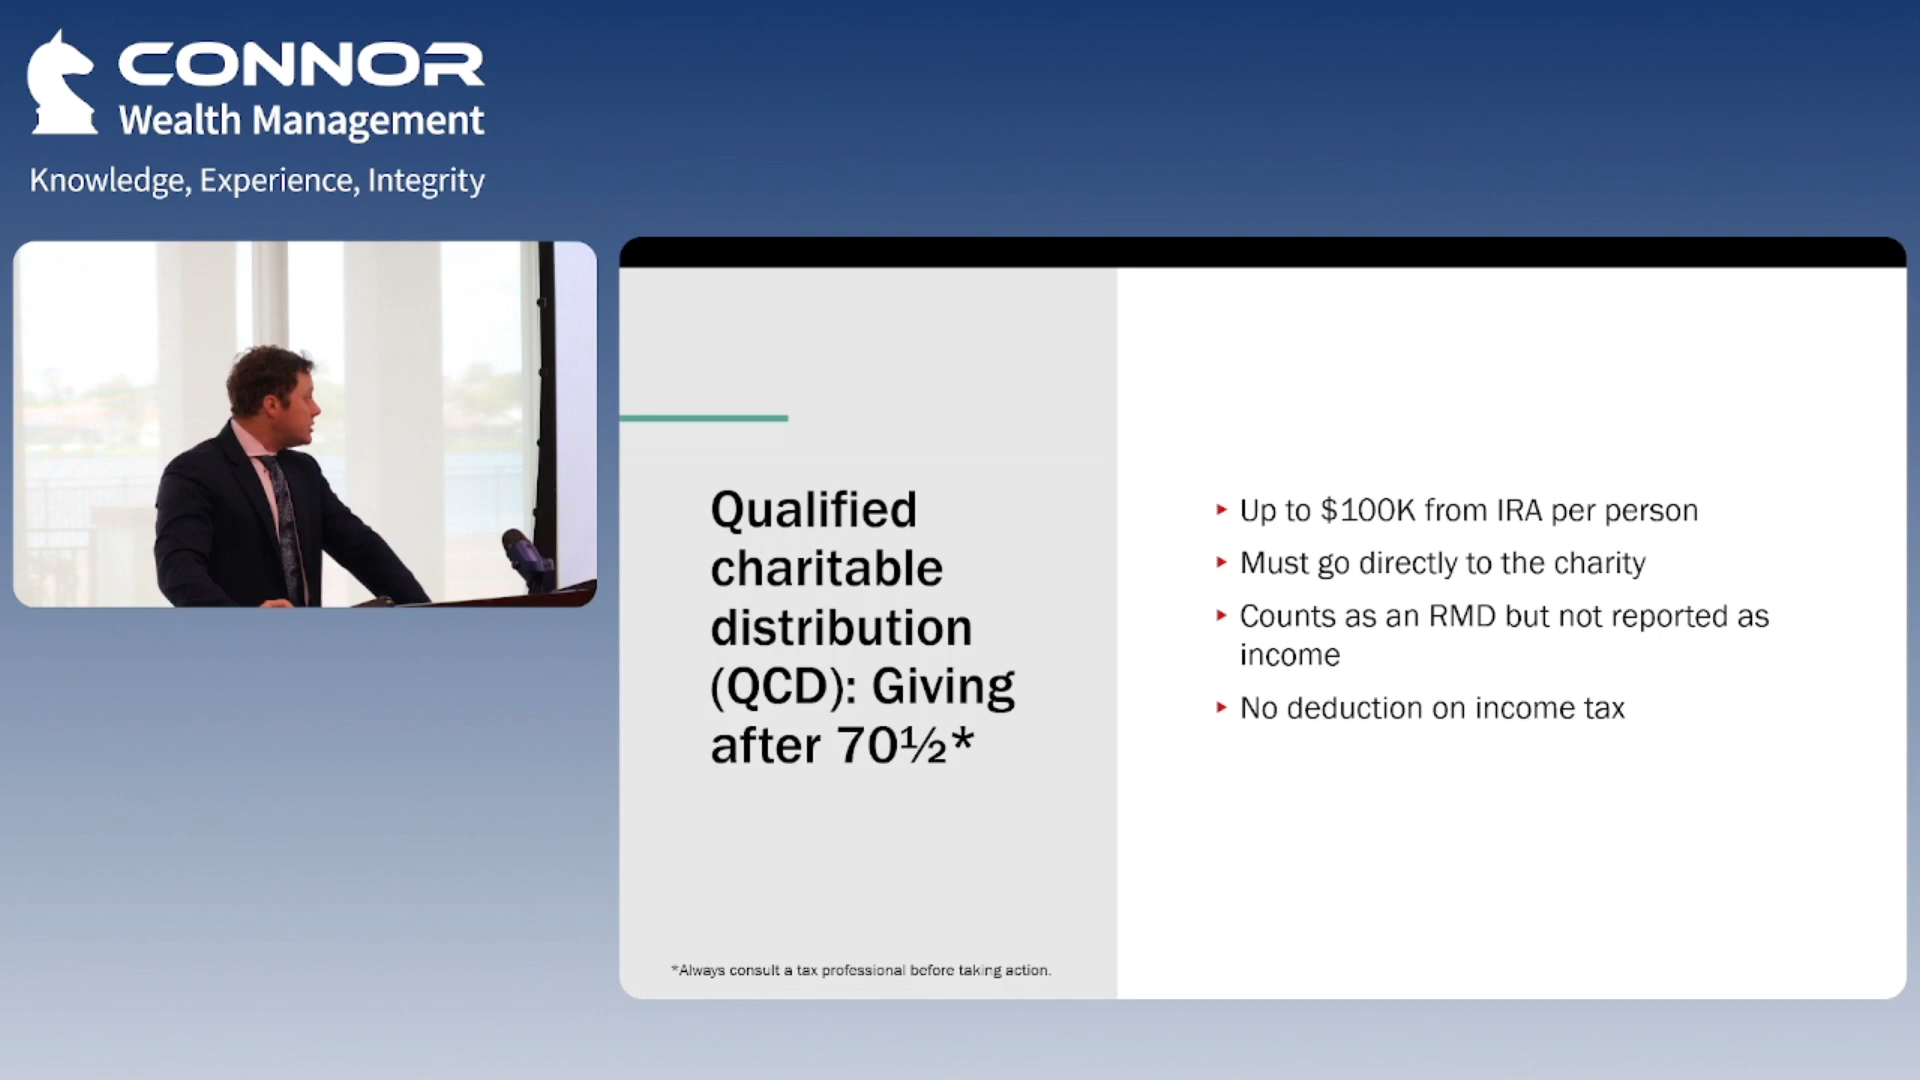 CONNOR
Wealth Management
Knowledge, Experience, Integrity
Qualified
charitable
distribution
(QCD): Giving
after 70½*
*Always consult a tax professional before taking action.
▸ Up to $100K from IRA per person
▸ Must go directly to the charity
▸ Counts as an RMD but not reported as
income
▸ No deduction on income tax